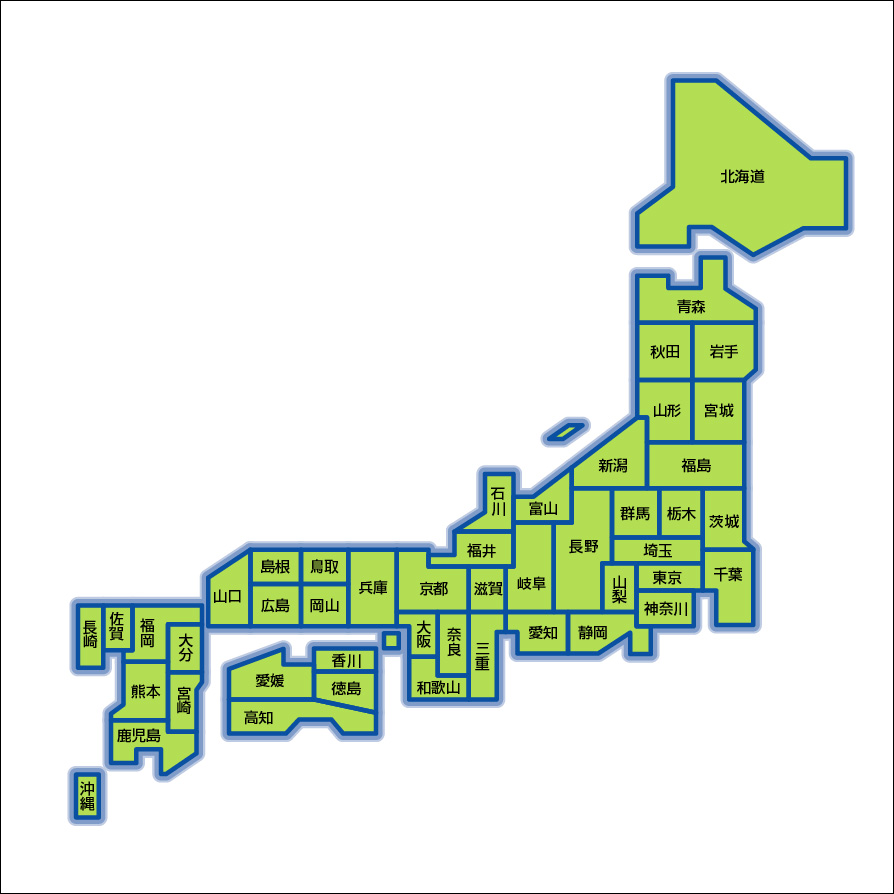 北海道
青森
秋田
岩手
山形
宮城
新潟
福島
石川
富山
群馬
栃木
茨城
福井
長野
埼玉
千葉
島根
鳥取
兵庫
京都
滋賀
岐阜
山梨
東京
神奈川
山口
広島
岡山
長崎
佐賀
福岡
大分
大阪
奈良
三重
愛知
静岡
香川
愛媛
徳島
和歌山
熊本
宮崎
高知
鹿児島
沖縄